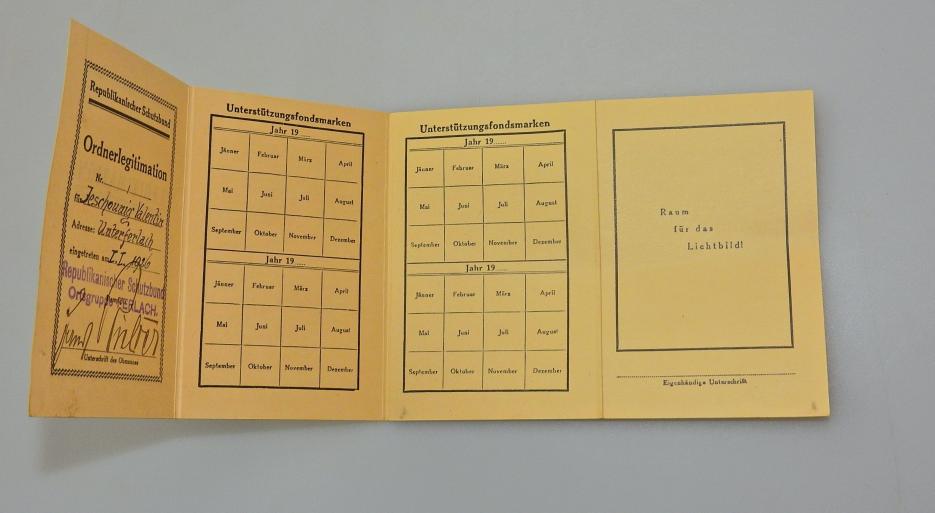 Republikanischer Schutzbund
Ordnerlegitimation
Nr. 1
für Jeschounig Valentin
Adresse: Unterferlach
eingetreten am I. I. 1926
Republikanischer Schutzbund
Ortsgruppe FERLACH.
Unterschrift des Obmannes
Unterstützungsfondsmarken
Jahr 19.....
Jänner Februar März April
Mai Juni Juli August
September Oktober November Dezember
Jahr 19.....
Jänner Februar März April
Mai Juni Juli August
September Oktober November Dezember
Unterstützungsfondsmarken
Jahr 19.....
Jänner Februar März April
Mai Juni Juli August
September Oktober November Dezember
Jahr 19.....
Jänner Februar März April
Mai Juni Juli August
September Oktober November Dezember
Raum
für das
Lichtbild!
Eigenhändige Unterschrift